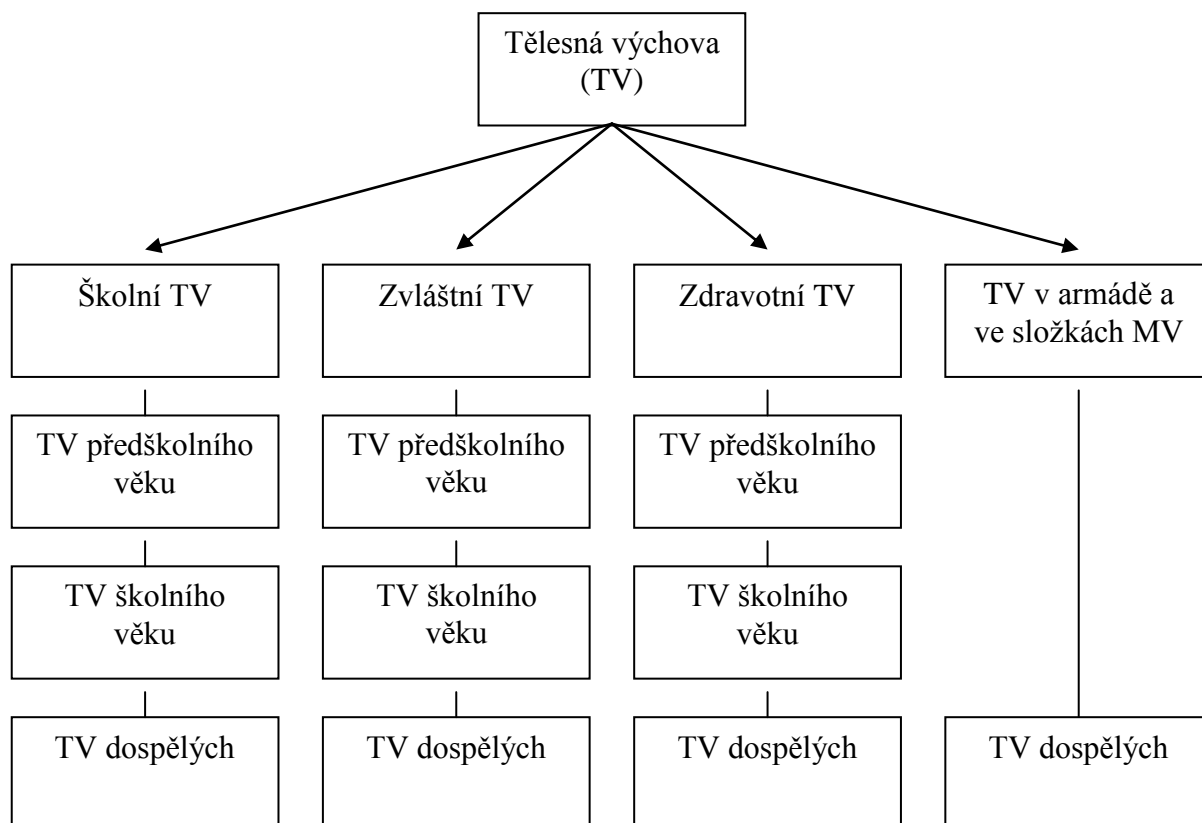 Tělesná výchova
(TV)
Školní TV
Zvláštní TV
Zdravotní TV
TV v armádě a
ve složkách MV
TV předškolního
věku
TV předškolního
věku
TV předškolního
věku
TV školního
věku
TV školního
věku
TV školního
věku
TV dospělých
TV dospělých
TV dospělých
TV dospělých